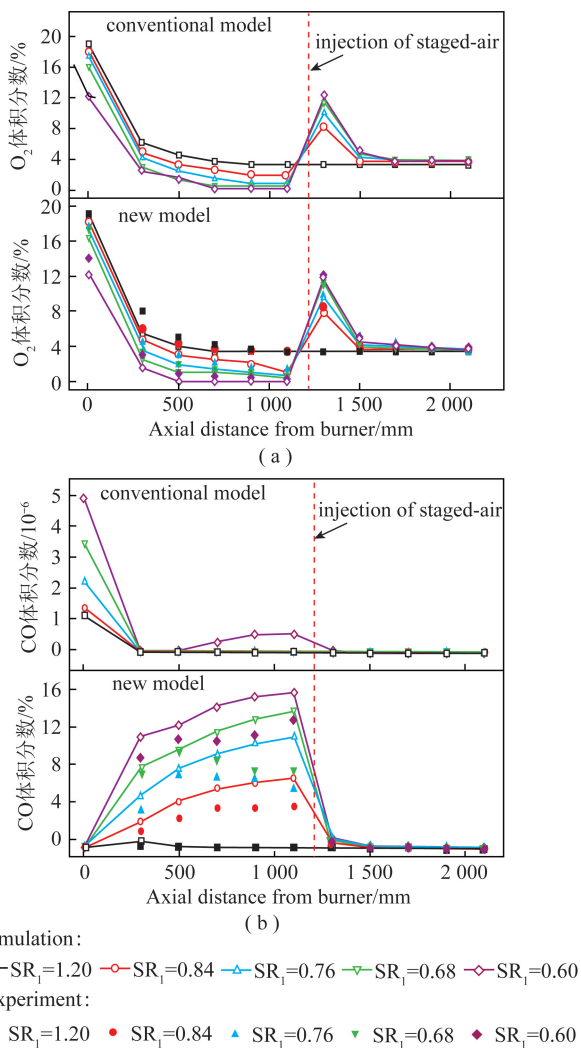 conventional model
injection of staged-air
O₂体积分数/%
20
16
12
8
4
0
new model
O₂体积分数/%
20
16
12
8
4
0
0 500 1 000 1 500 2 000
Axial distance from burner/mm
( a )
conventional model
injection of staged-air
CO体积分数/10⁻⁶
5
4
3
2
1
0
new model
CO体积分数/%
16
12
8
4
0
0 500 1 000 1 500 2 000
Axial distance from burner/mm
( b )
mulation:
SR₁=1.20 SR₁=0.84 SR₁=0.76 SR₁=0.68 SR₁=0.60
xperiment:
SR₁=1.20 SR₁=0.84 SR₁=0.76 SR₁=0.68 SR₁=0.60